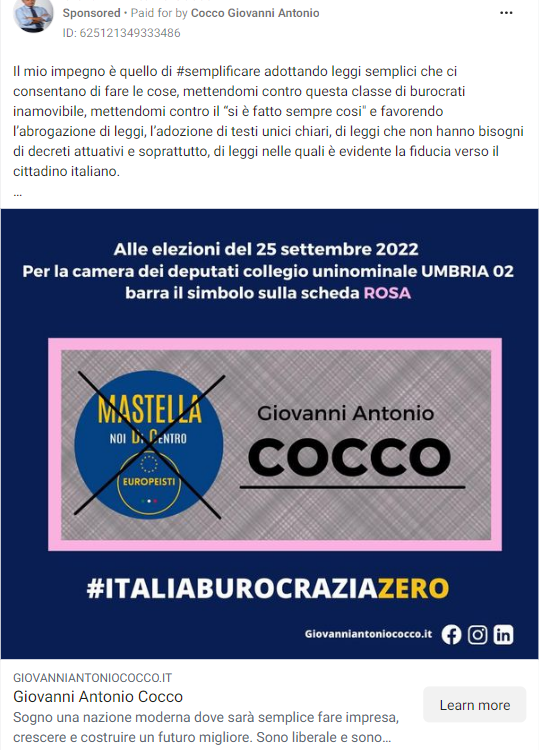 Sponsored • Paid for by Cocco Giovanni Antonio
ID: 625121349333486
Il mio impegno è quello di #semplificare adottando leggi semplici che ci
consentano di fare le cose, mettendomi contro questa classe di burocrati
inamovibile, mettendomi contro il “si è fatto sempre cosi" e favorendo
l’abrogazione di leggi, l’adozione di testi unici chiari, di leggi che non hanno bisogni
di decreti attuativi e soprattutto, di leggi nelle quali è evidente la fiducia verso il
cittadino italiano.
...
Alle elezioni del 25 settembre 2022
Per la camera dei deputati collegio uninominale UMBRIA 02
barra il simbolo sulla scheda ROSA
MASTELLA
NOI DI CENTRO
EUROPEISTI
Giovanni Antonio
COCCO
#ITALIABUROCRAZIAZERO
Giovanniantoniococco.it
GIOVANNIANTONIOCOCCO.IT
Giovanni Antonio Cocco
Sogno una nazione moderna dove sarà semplice fare impresa,
crescere e costruire un futuro migliore. Sono liberale e sono...
Learn more